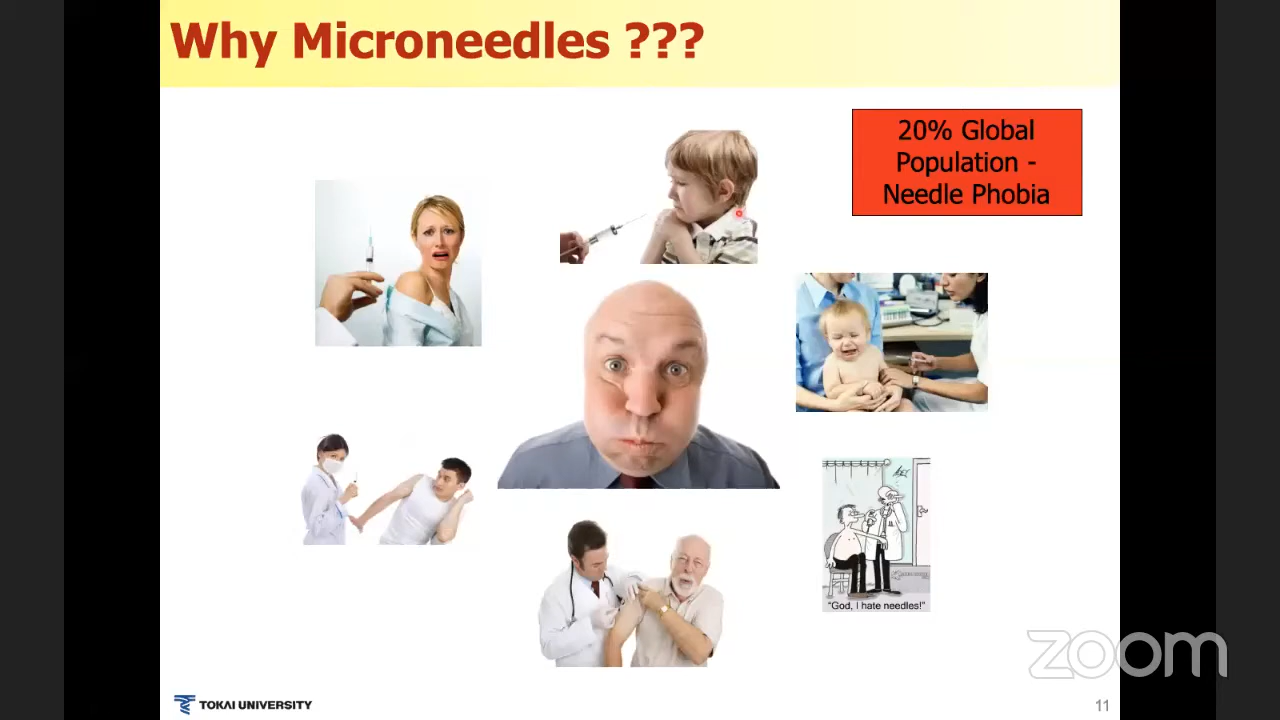 Why Microneedles ???
20% Global
Population -
Needle Phobia
"God, I hate needles!"
zoom
TOKAI UNIVERSITY
11